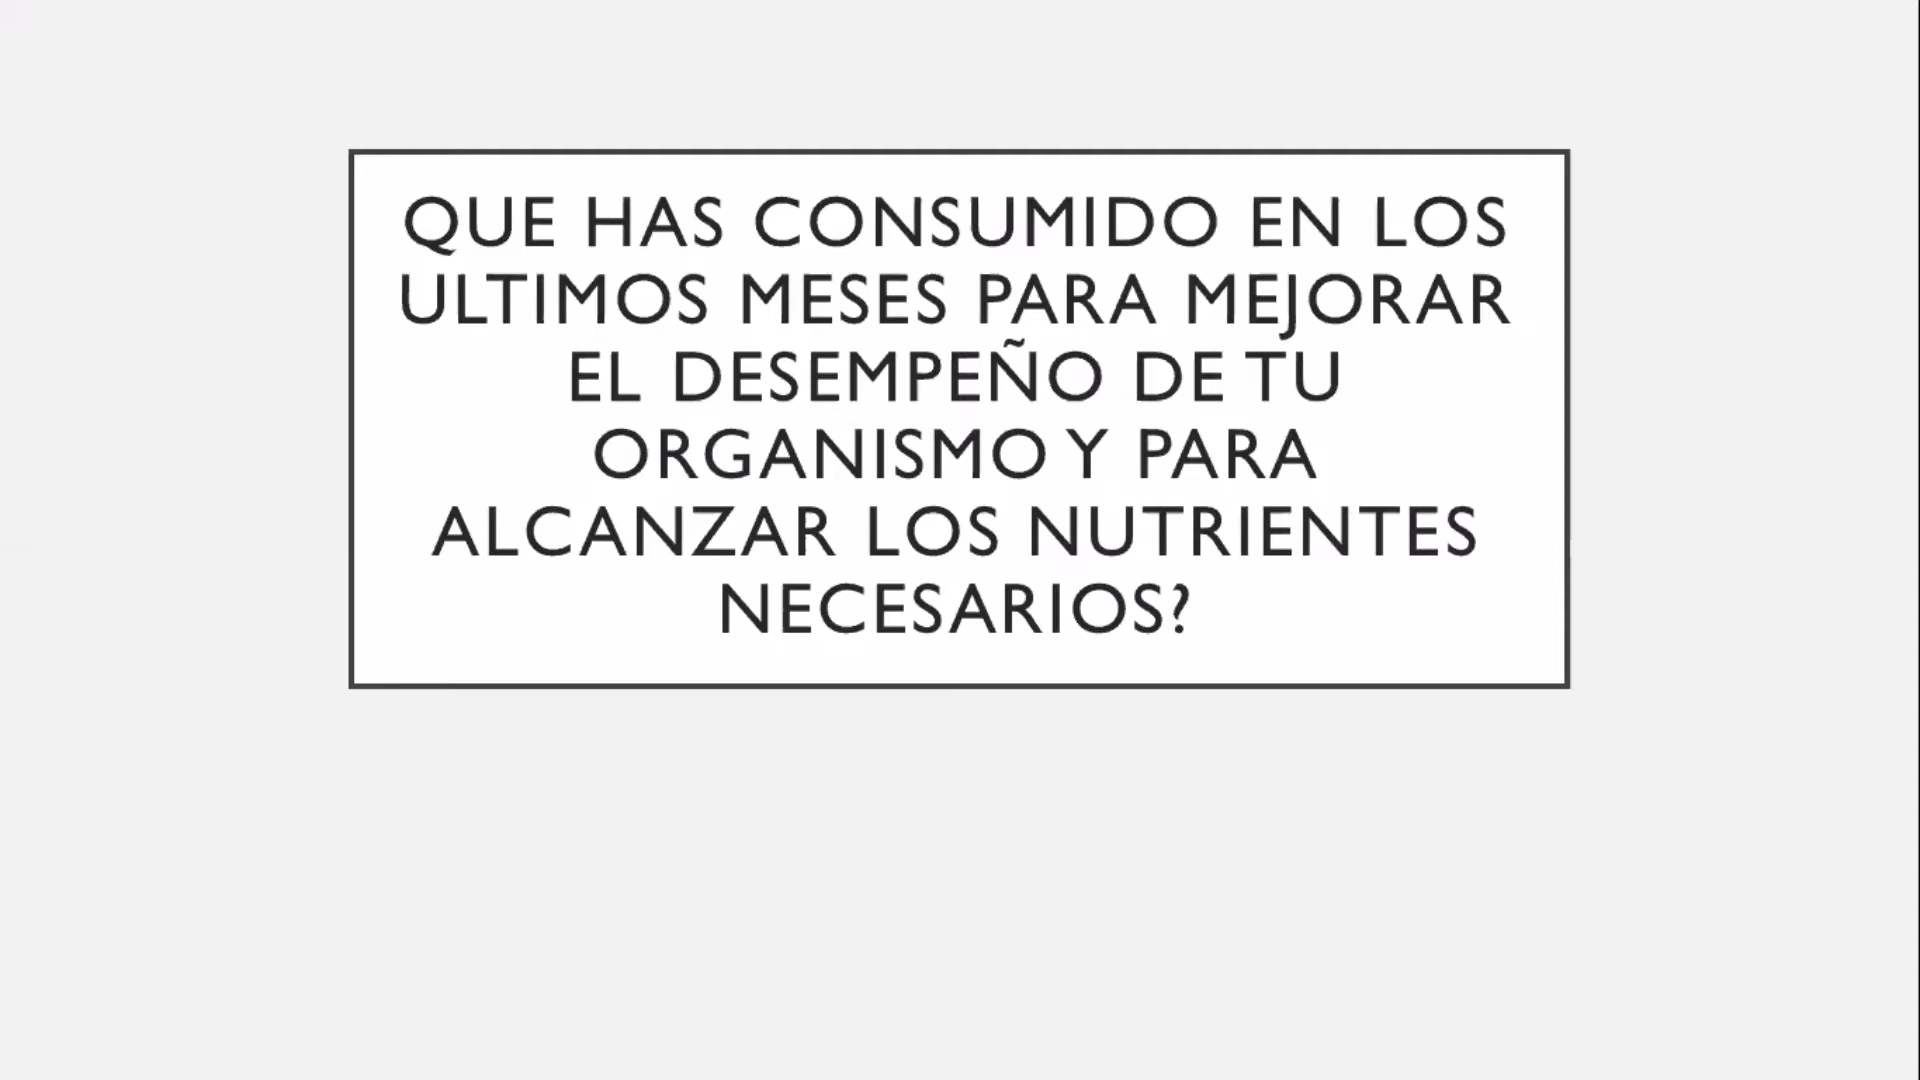 QUE HAS CONSUMIDO EN LOS
ULTIMOS MESES PARA MEJORAR
EL DESEMPEÑO DE TU
ORGANISMO Y PARA
ALCANZAR LOS NUTRIENTES
NECESARIOS?